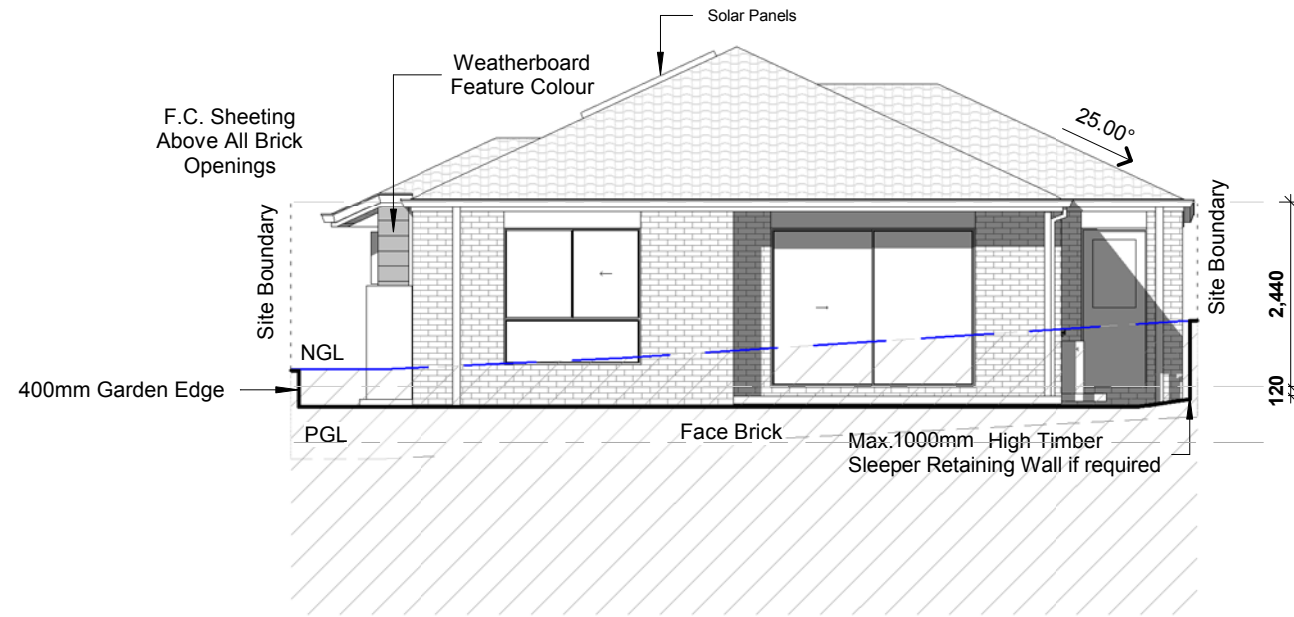 Solar Panels
Weatherboard
Feature Colour
F.C. Sheeting
Above All Brick
Openings
25.00°
Site Boundary
Site Boundary
2,440
NGL
400mm Garden Edge
120
PGL
Face Brick
Max.1000mm High Timber
Sleeper Retaining Wall if required